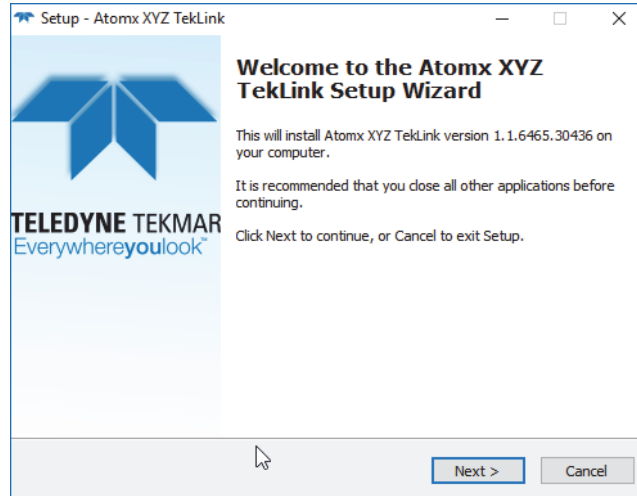 Setup - Atomx XYZ TekLink
Welcome to the Atomx XYZ
TekLink Setup Wizard
This will install Atomx XYZ TekLink version 1.1.6465.30436 on
your computer.
It is recommended that you close all other applications before
continuing.
Click Next to continue, or Cancel to exit Setup.
TELEDYNE TEKMAR
Everywhereyoulook™
Next >
Cancel